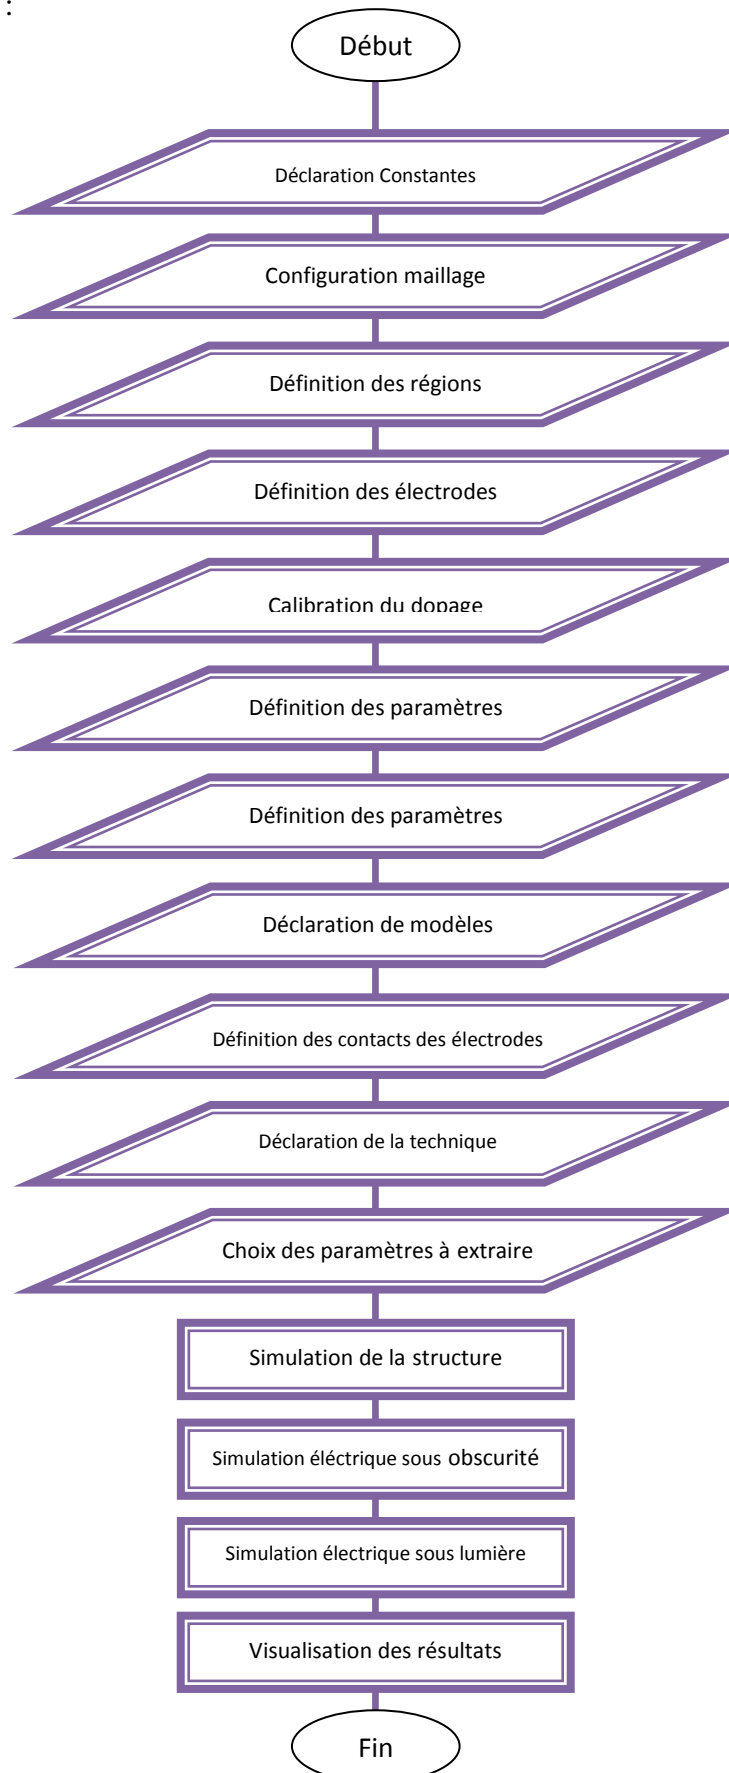 :
Début
Déclaration Constantes
Configuration maillage
Définition des régions
Définition des électrodes
Calibration du dopage
Définition des paramètres
Définition des paramètres
Déclaration de modèles
Définition des contacts des électrodes
Déclaration de la technique
Choix des paramètres à extraire
Simulation de la structure
Simulation éléctrique sous obscurité
Simulation électrique sous lumière
Visualisation des résultats
Fin